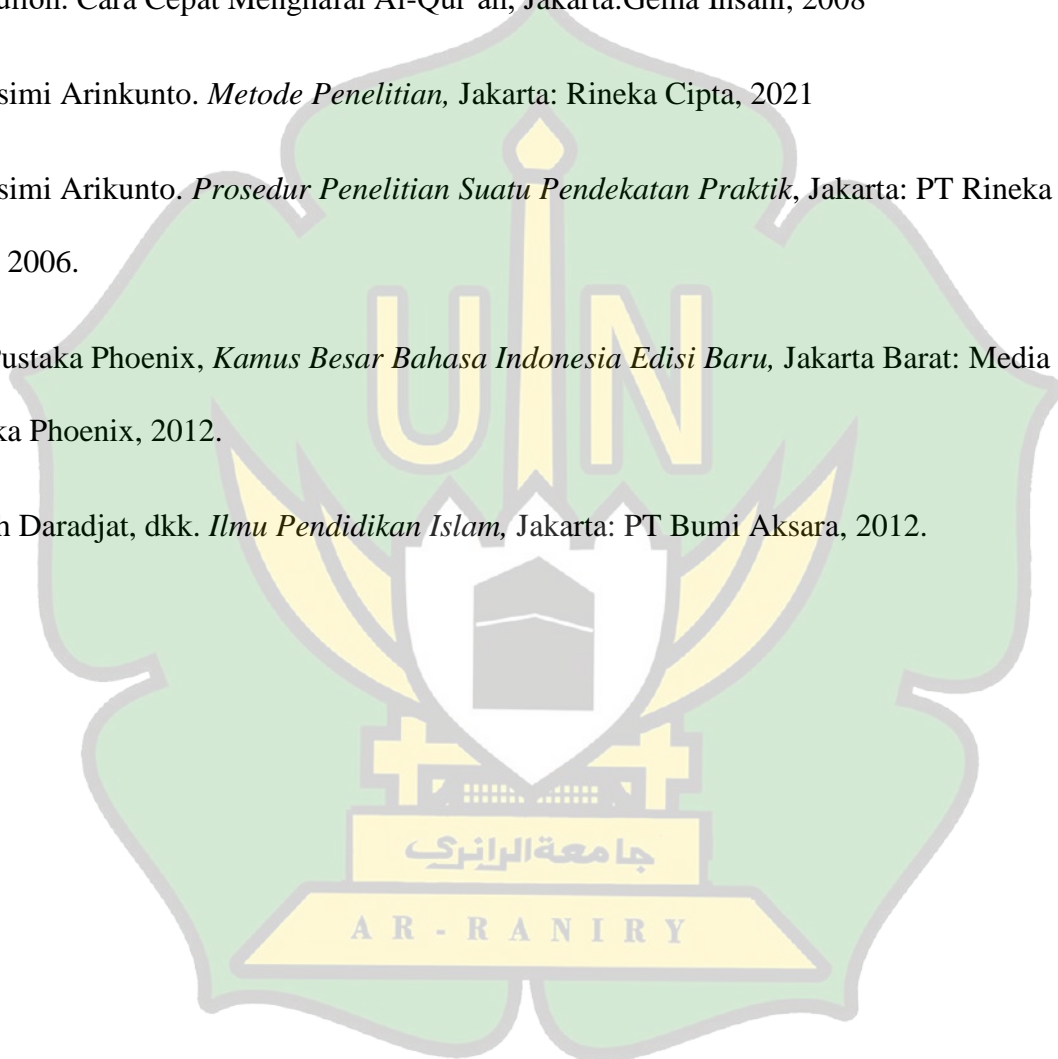 Cara Cepat Menghafal Al-Qur'an, Jakarta:Gema Insani, 2008
simi Arinkunto. Metode Penelitian, Jakarta: Rineka Cipta, 2021
simi Arikunto. Prosedur Penelitian Suatu Pendekatan Praktik, Jakarta: PT Rineka
2006.
ustaka Phoenix, Kamus Besar Bahasa Indonesia Edisi Baru, Jakarta Barat: Media
ka Phoenix, 2012.
h Daradjat, dkk. Ilmu Pendidikan Islam, Jakarta: PT Bumi Aksara, 2012.
UIN
جامعة الرانري
AR-RANIRY